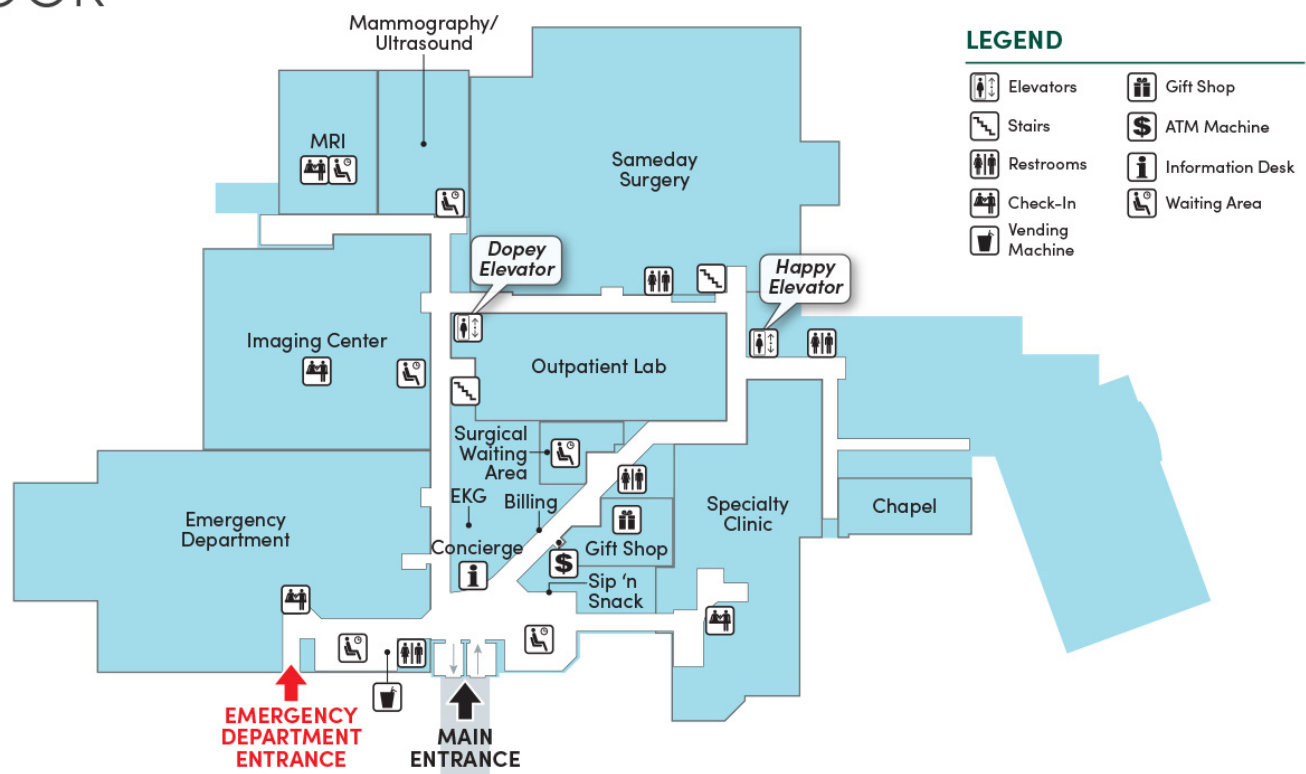 Mammography/
Ultrasound
LEGEND
Elevators
Gift Shop
Stairs
$ ATM Machine
Restrooms
i Information Desk
Check-In
Waiting Area
Vending
Machine
MRI
Sameday
Surgery
Dopey
Elevator
Happy
Elevator
Imaging Center
Outpatient Lab
Surgical
Waiting
Area
EKG
Billing
Specialty
Clinic
Chapel
Emergency
Department
Concierge
i
Gift Shop
$
Sip ‘n
Snack
EMERGENCY
DEPARTMENT
ENTRANCE
MAIN
ENTRANCE